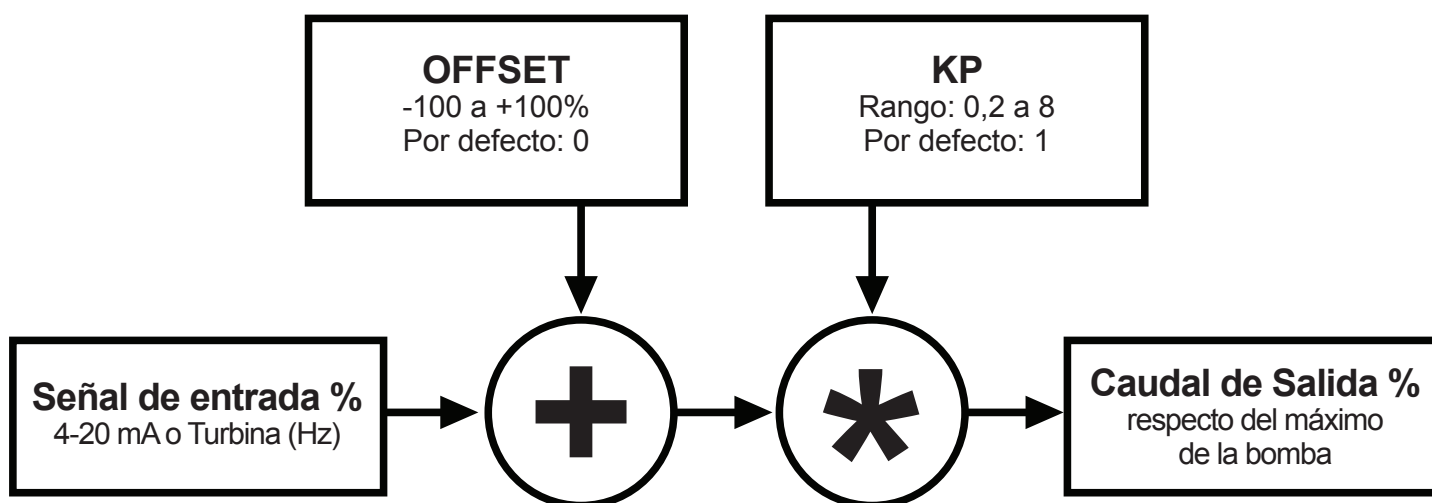 OFFSET
-100 a +100%
Por defecto: 0
KP
Rango: 0,2 a 8
Por defecto: 1
Señal de entrada %
4-20 mA o Turbina (Hz)
+
*
Caudal de Salida %
respecto del máximo
de la bomba